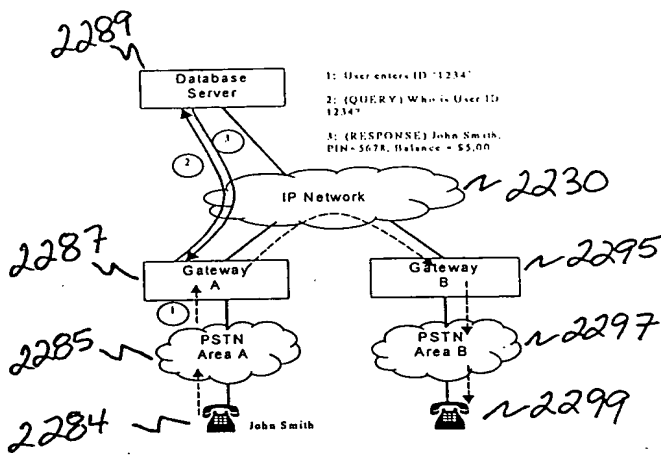 2289
Database
Server
1: User enters ID '1234'
2: (QUERY) Who is User ID
1234?
3: (RESPONSE) John Smith,
PIN=5678, Balance = $5.00
3
2
IP Network
2230
2287
Gateway
A
Gateway
B
2295
1
2285
PSTN
Area A
PSTN
Area B
2297
2284
John Smith
2299